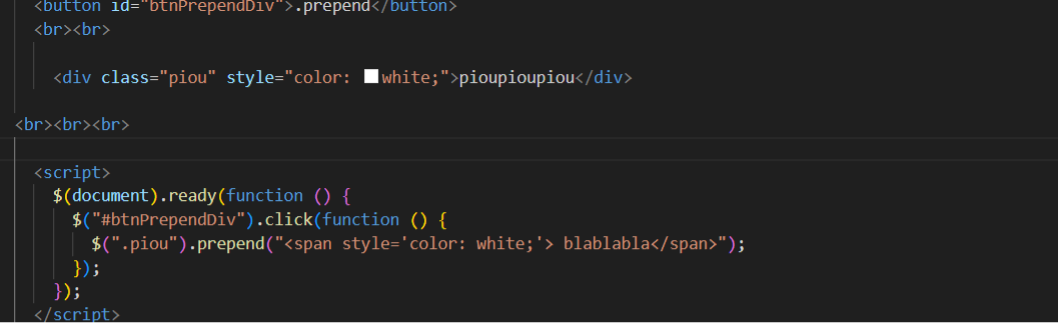 <button id="btnPrependDiv">.prepend</button>
<br><br>
<div class="piou" style="color: white;">pioupioupiou</div>
<br><br><br>
<script>
$(document).ready(function () {
$("#btnPrependDiv").click(function () {
$(".piou").prepend("<span style='color: white;'> blablabla</span>");
});
});
</script>